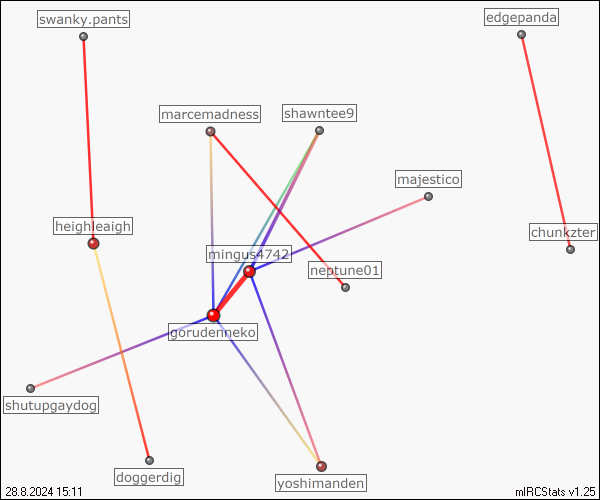 swanky.pants
edgepanda
marcemadness
shawntee9
majestico
heighleaigh
chunkzter
mingus4742
neptune01
gorudenneko
shutupgaydog
doggerdig
yoshimanden
28.8.2024 15:11
mIRCStats v1.25